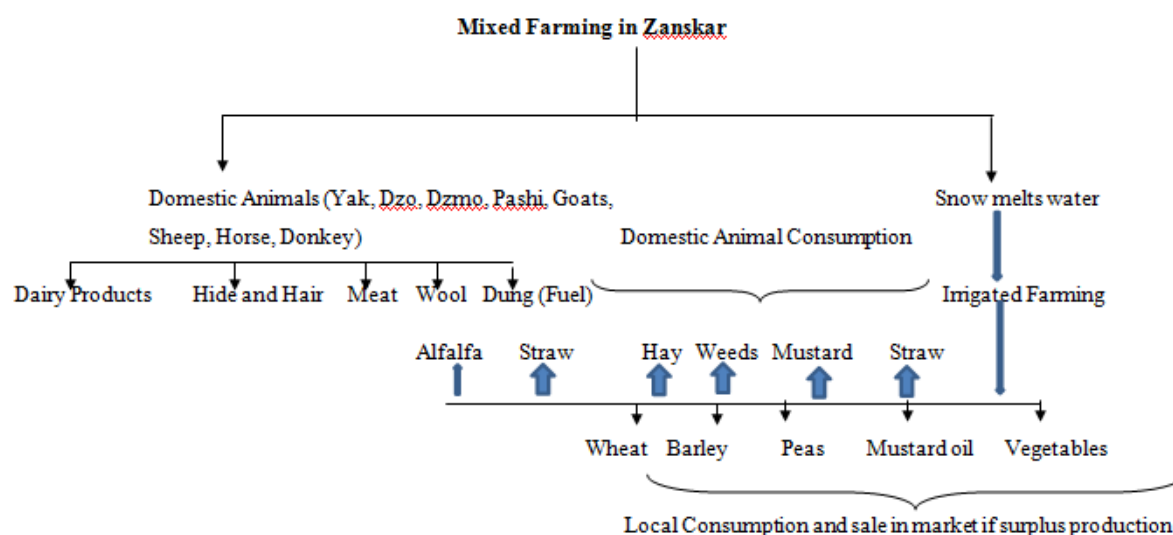 Mixed Farming in Zanskar
Domestic Animals (Yak, Dzo, Dzmo, Pashi, Goats,
Sheep, Horse, Donkey)
Snow melts water
Domestic Animal Consumption
Dairy Products
Hide and Hair
Meat
Wool
Dung (Fuel)
Irrigated Farming
Alfalfa
Straw
Hay
Weeds
Mustard
Straw
Wheat
Barley
Peas
Mustard oil
Vegetables
Local Consumption and sale in market if surplus production